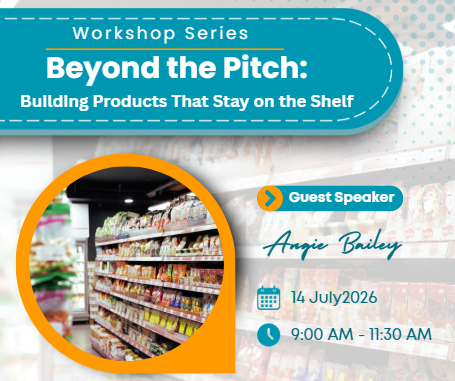 Workshop Series
Beyond the Pitch:
Building Products That Stay on the Shelf
Guest Speaker
Angie Bailey
14 July2026
9:00 AM - 11:30 AM